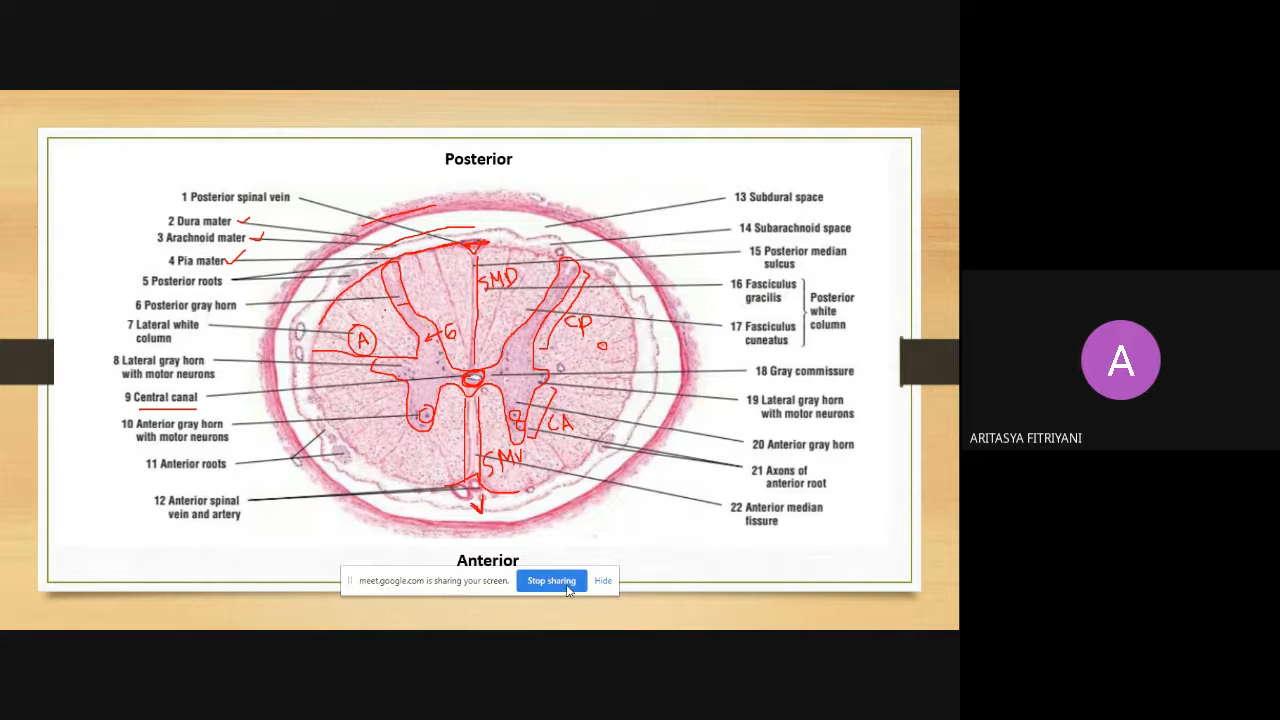 Posterior
1 Posterior spinal vein
2 Dura mater
3 Arachnoid mater
4 Pia mater
5 Posterior roots
6 Posterior gray horn
7 Lateral white
column
8 Lateral gray horn
with motor neurons
9 Central canal
10 Anterior gray horn
with motor neurons
11 Anterior roots
12 Anterior spinal
vein and artery
13 Subdural space
14 Subarachnoid space
15 Posterior median
sulcus
16 Fasciculus
gracilis
17 Fasciculus
cuneatus
Posterior
white
column
18 Gray commissure
19 Lateral gray horn
with motor neurons
20 Anterior gray horn
21 Axons of
anterior root
22 Anterior median
fissure
SMD
CP
A
G
CA
SMV
Anterior
meet.google.com is sharing your screen.
Stop sharing
Hide
A
ARITASYA FITRIYANI